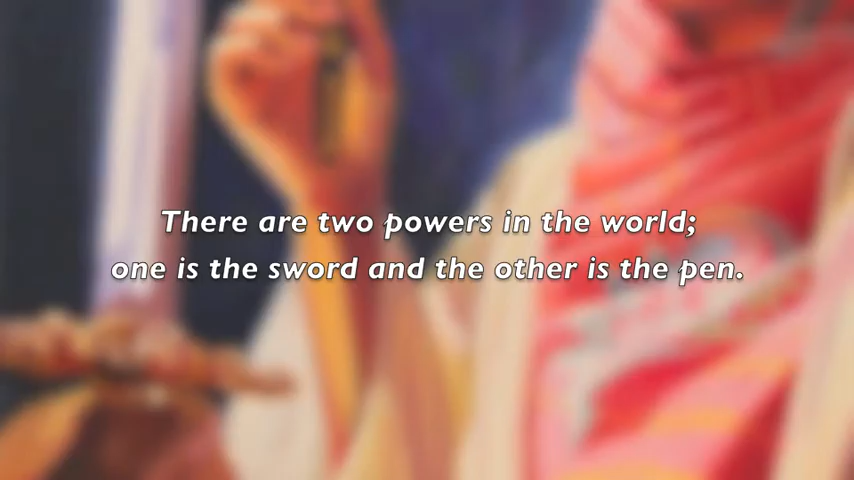 There are two powers in the world;
one is the sword and the other is the pen.